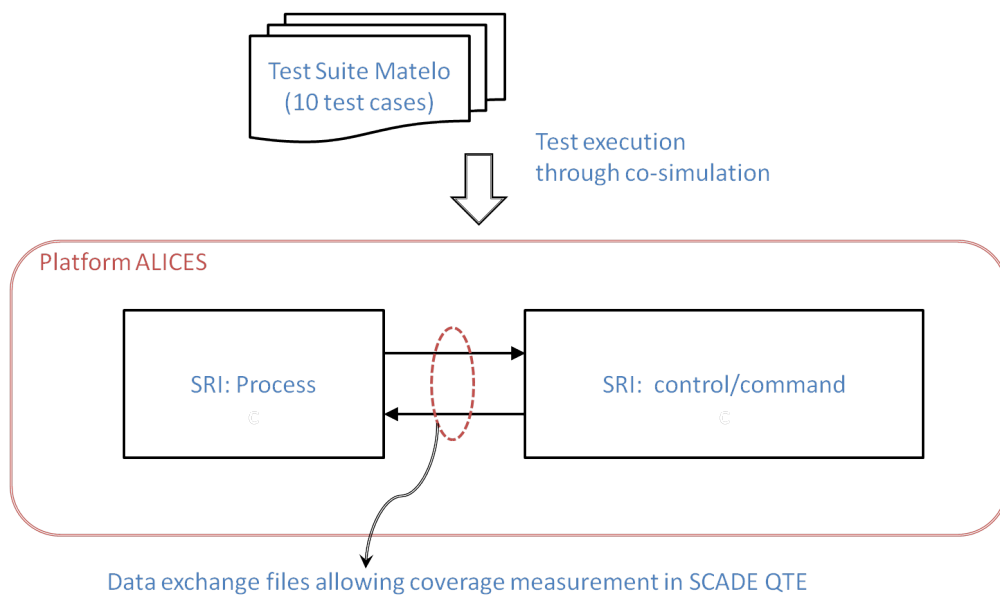 Test Suite Matelo
(10 test cases)
Test execution
through co-simulation
Platform ALICES
SRI: Process
©
SRI: control/command
©
Data exchange files allowing coverage measurement in SCADE QTE